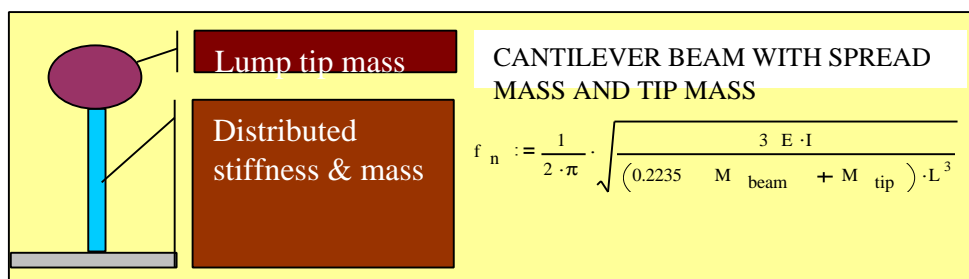 Lump tip mass
Distributed
stiffness & mass
CANTILEVER BEAM WITH SPREAD
MASS AND TIP MASS
f n := 1 / 2·π · √ 3 E·I / (0.2235 M beam + M tip)·L^3